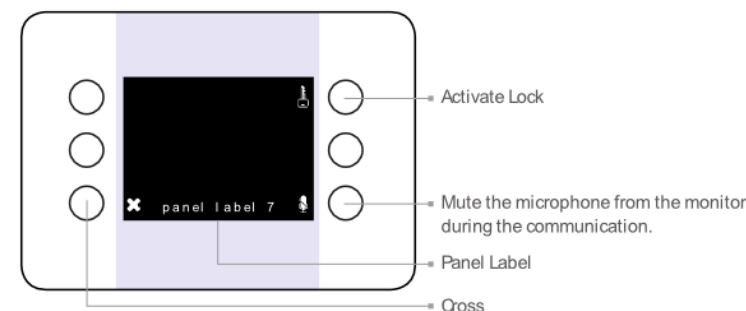 Activate Lock
panel label 7
Mute the microphone from the monitor
during the communication.
Panel Label
Cross